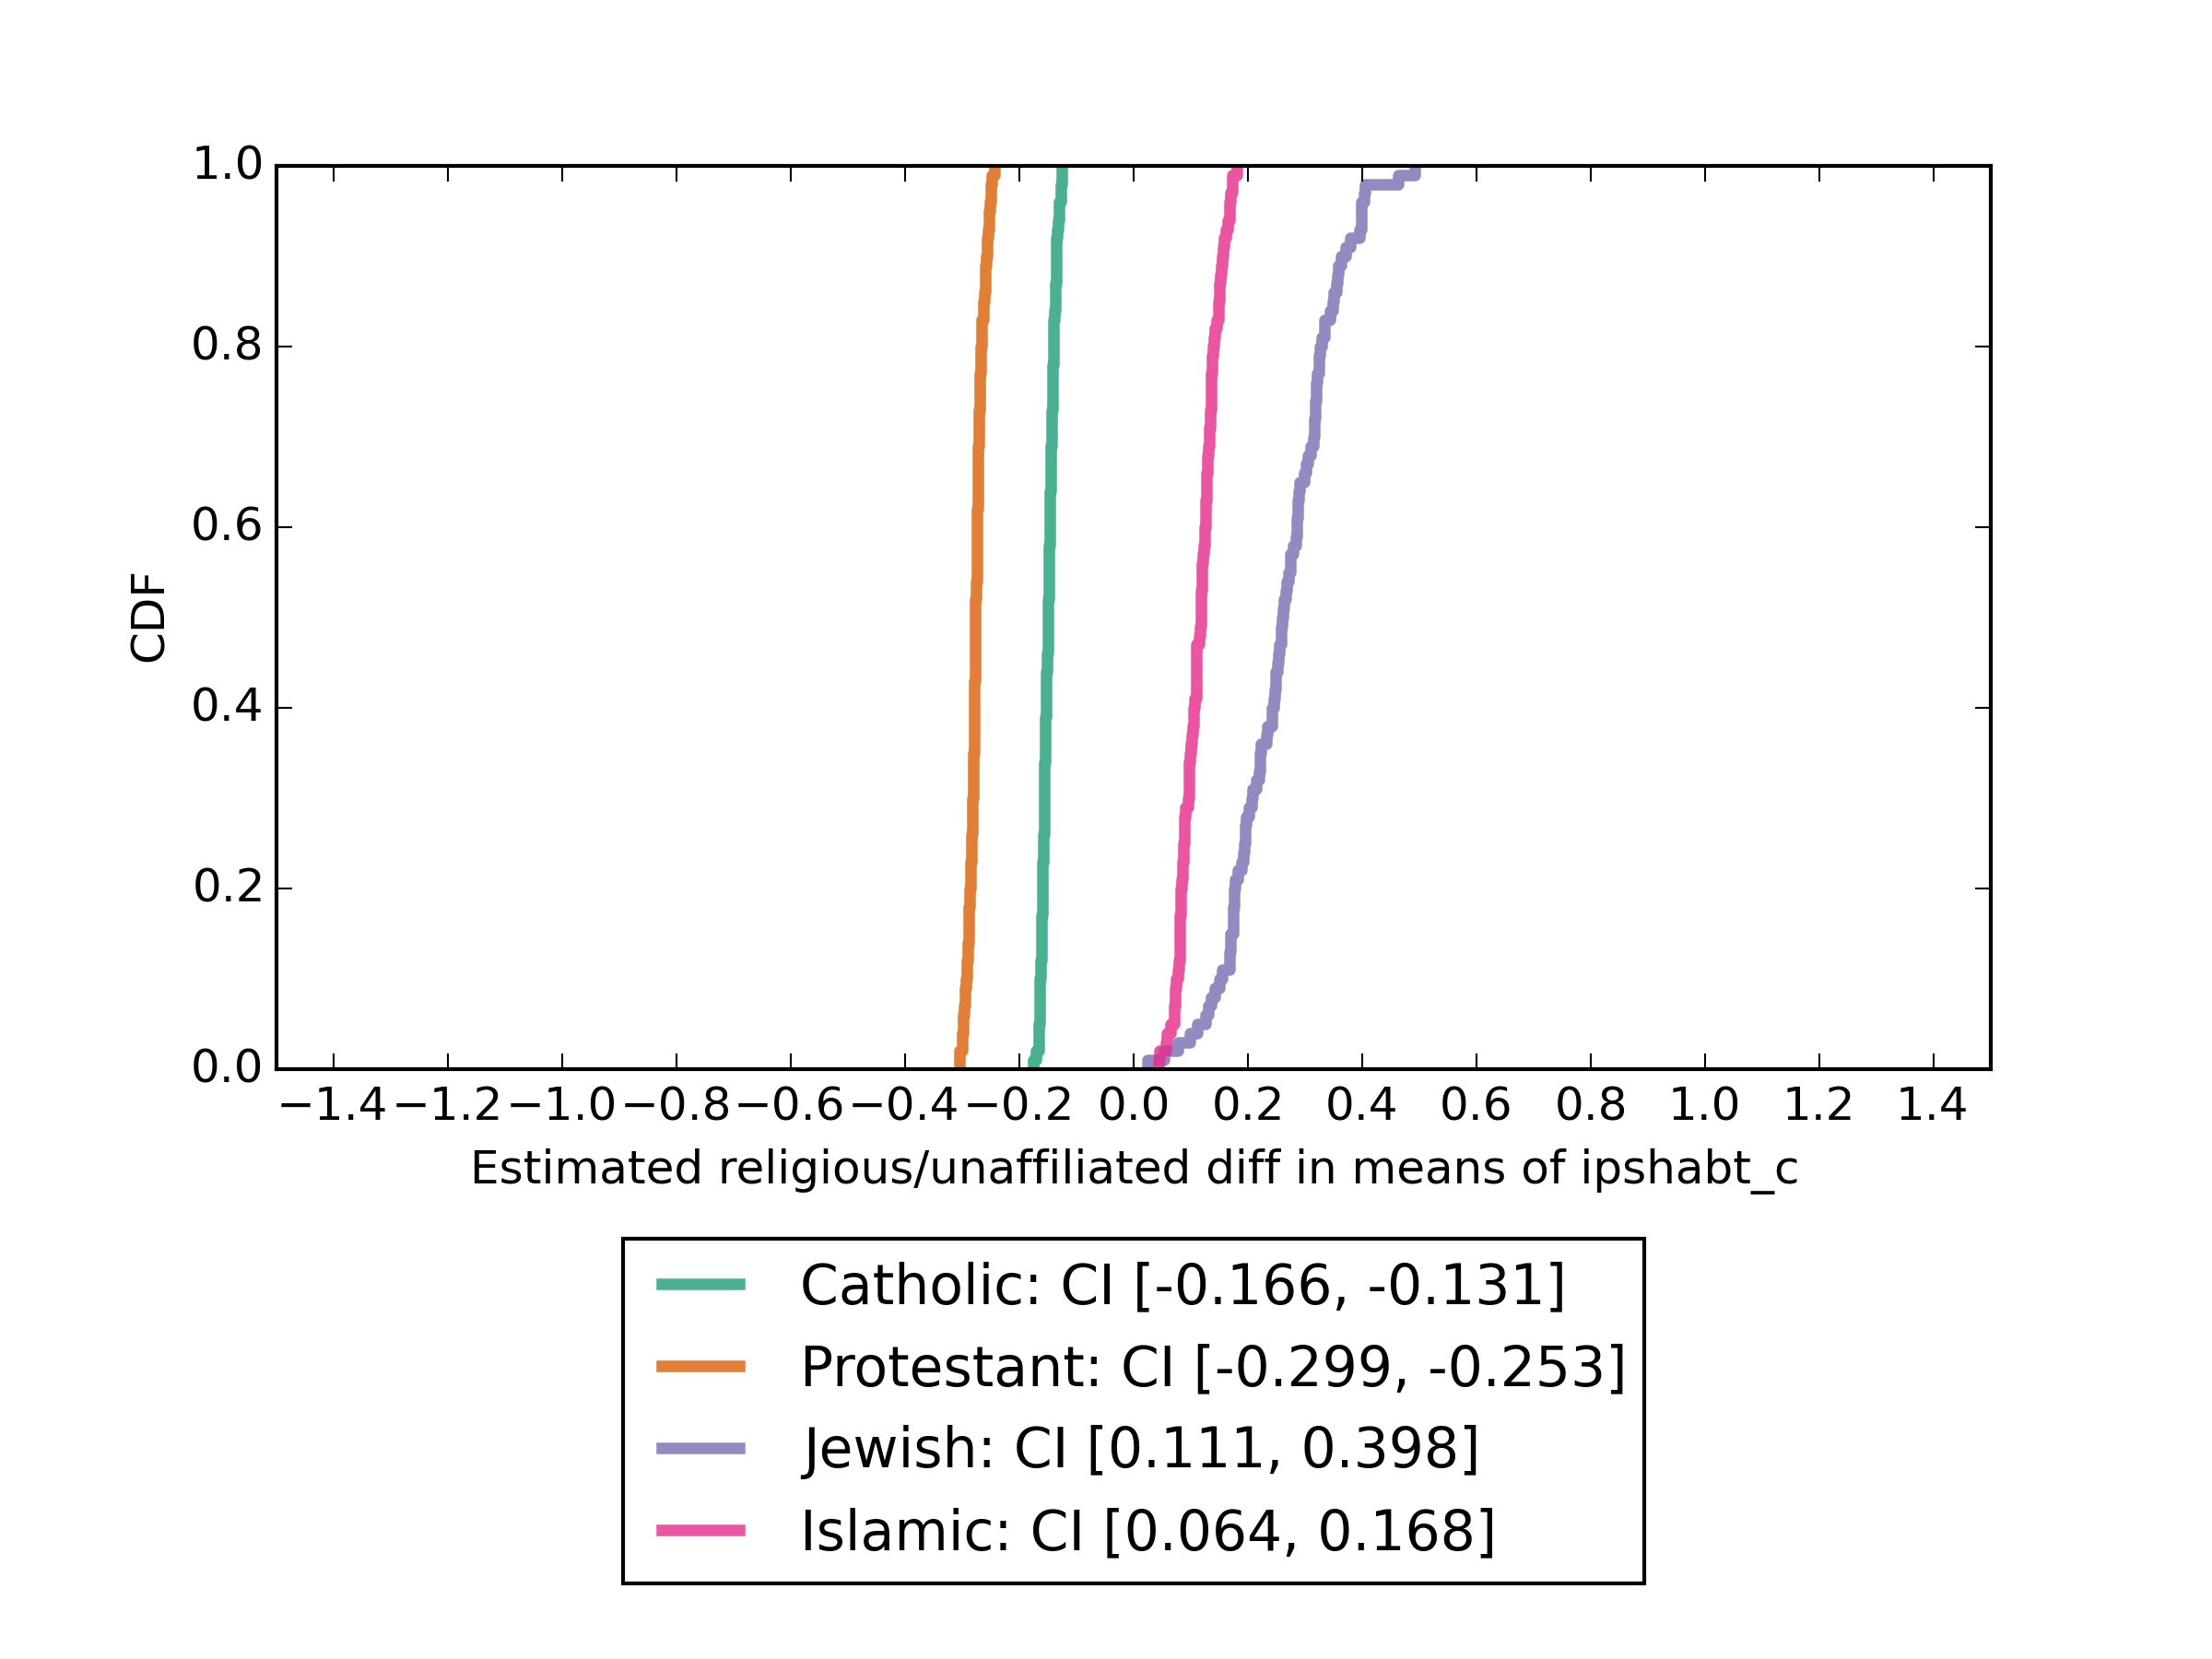 1.0
0.8
0.6
0.4
0.2
0.0
CDF
−1.4 −1.2 −1.0 −0.8 −0.6 −0.4 −0.2 0.0 0.2 0.4 0.6 0.8 1.0 1.2 1.4
Estimated religious/unaffiliated diff in means of ipshabt_c
Catholic: CI [-0.166, -0.131]
Protestant: CI [-0.299, -0.253]
Jewish: CI [0.111, 0.398]
Islamic: CI [0.064, 0.168]